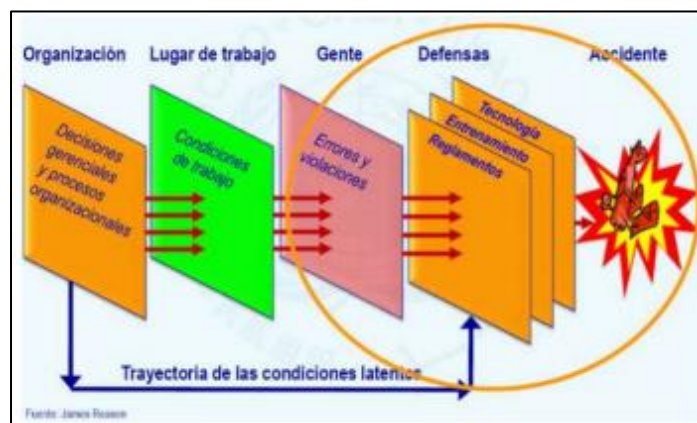 Organización
Lugar de trabajo
Gente
Defensas
Accidente
Decisiones
gerenciales
y procesos
organizacionales
Condiciones
de trabajo
Errores y
violaciones
Tecnología
Entrenamiento
Reglamentos
Trayectoria de las condiciones latentes
Fuente: James Reason